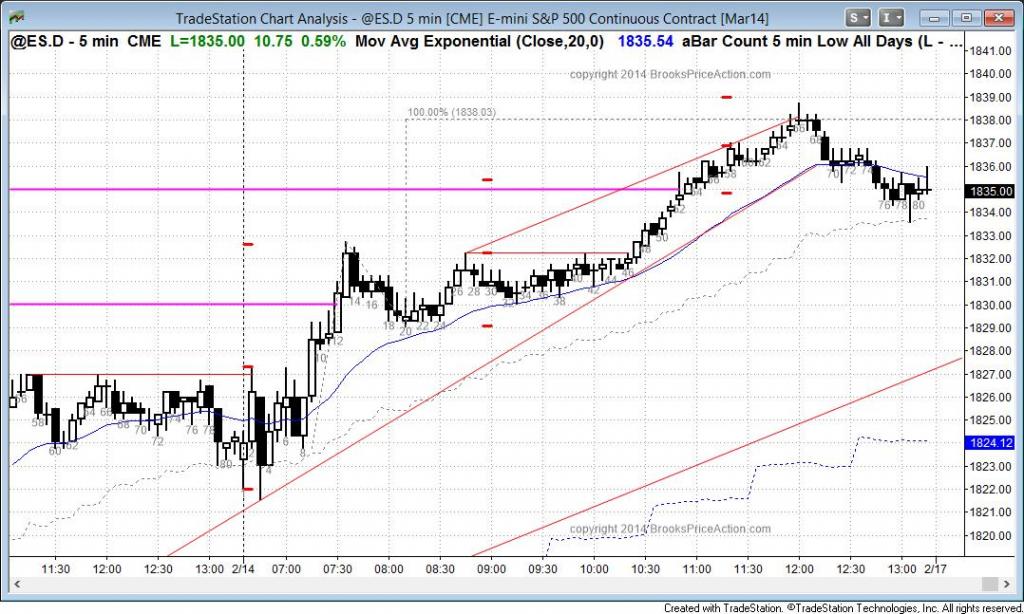 TradeStation Chart Analysis - @ES.D 5 min [CME] E-mini S&P 500 Continuous Contract [Mar14]
S I
@ES.D - 5 min CME L=1835.00 10.75 0.59% Mov Avg Exponential (Close,20,0) 1835.54 aBar Count 5 min Low All Days (L - ...
1841.00
copyright 2014 BrooksPriceAction.com
1840.00
1839.00
100.00% (1838.03)
1838.00
1837.00
1836.00
1835.00
1834.00
1833.00
1832.00
1831.00
1830.00
1829.00
1828.00
1827.00
1826.00
1825.00
1824.12
1823.00
1822.00
1821.00
copyright 2014 BrooksPriceAction.com
1820.00
58 60 62 64 66 68 70 72 74 76 78 80
2 4 6 8 10 12 14 16 18 20 22 24 26 28 30 32 34 36 38 40 42 44 46 48 50 52 54 56 58 60 62 64 66 68 70 72 74 76 78 80
11:30 12:00 12:30 13:00 2/14 07:00 07:30 08:00 08:30 09:00 09:30 10:00 10:30 11:00 11:30 12:00 12:30 13:00 2/17
Created with TradeStation. ©TradeStation Technologies, Inc. All rights reserved.